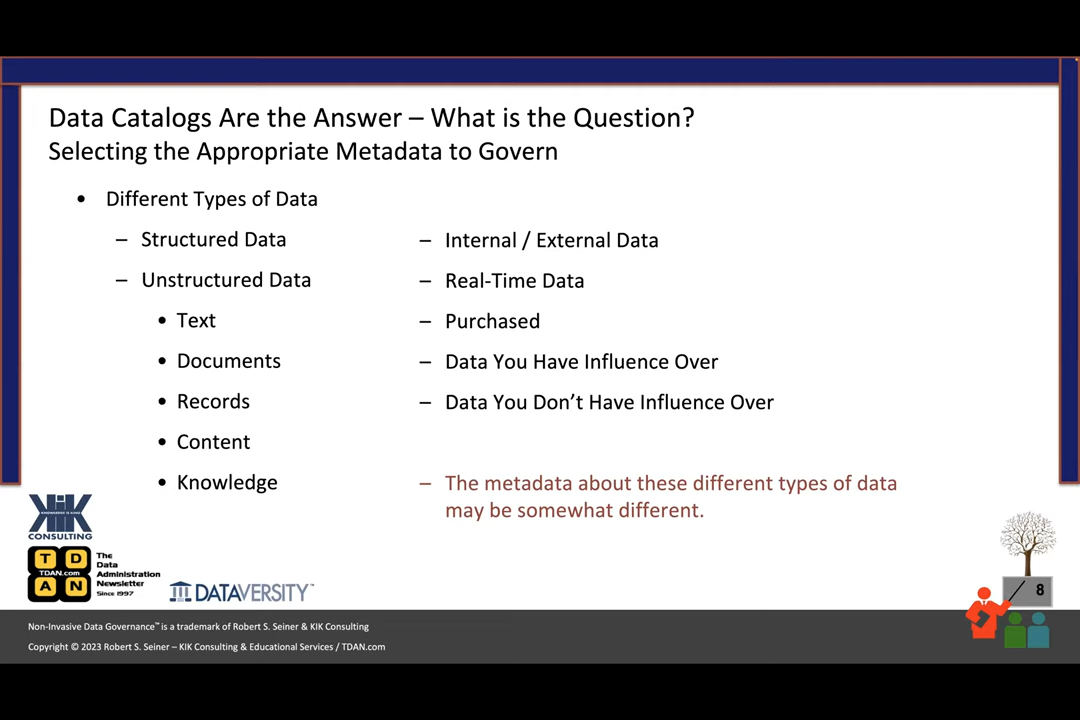 Data Catalogs Are the Answer – What is the Question?
Selecting the Appropriate Metadata to Govern
• Different Types of Data
– Structured Data
– Unstructured Data
• Text
• Documents
• Records
• Content
• Knowledge
– Internal / External Data
– Real-Time Data
– Purchased
– Data You Have Influence Over
– Data You Don’t Have Influence Over
– The metadata about these different types of data
may be somewhat different.
KIK
KNOWLEDGE IS KING
CONSULTING
T D
TDAN.com
A N
The
Data
Administration
Newsletter
Since 1997
DATAVERSITY™
8
Non-Invasive Data Governance™ is a trademark of Robert S. Seiner & KIK Consulting
Copyright © 2023 Robert S. Seiner – KIK Consulting & Educational Services / TDAN.com